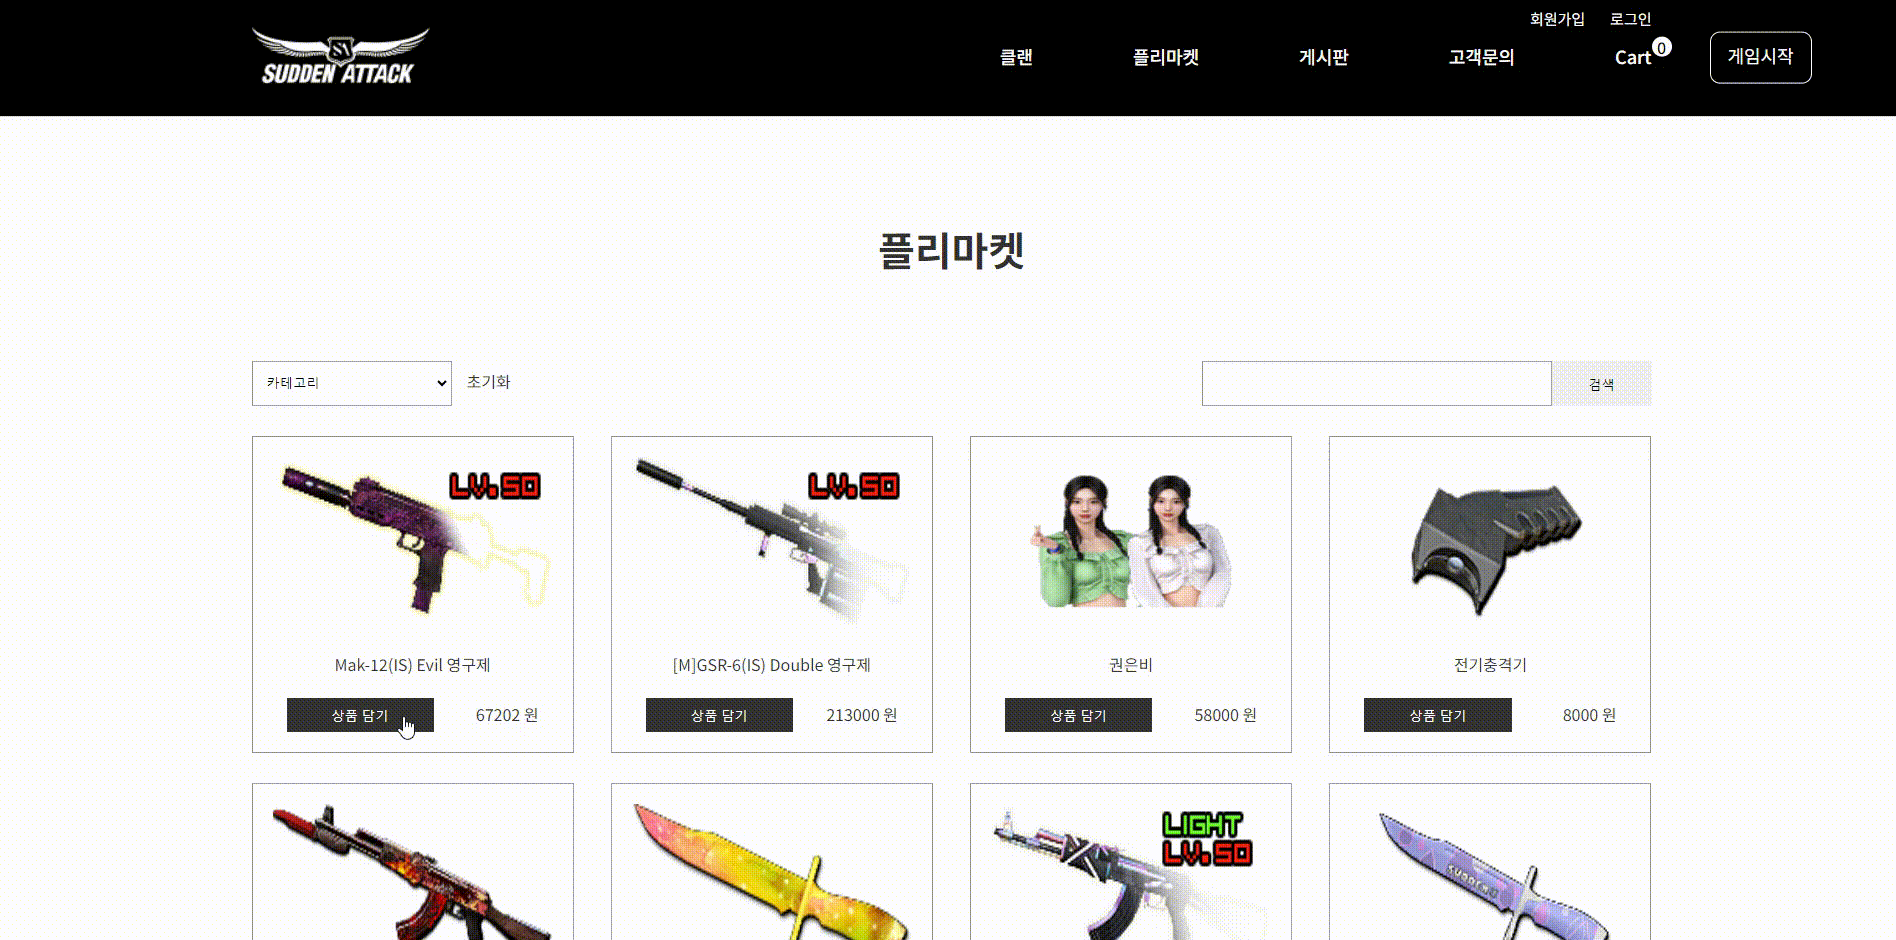 회원가입 로그인
SUDDEN ATTACK
클랜 플리마켓 게시판 고객문의 Cart 0 게임시작
플리마켓
카테고리 초기화 검색
LV.50 LV.50
Mak-12(IS) Evil 영구제 [M]GSR-6(IS) Double 영구제 권은비 전기충격기
상품 담기 67202 원 상품 담기 213000 원 상품 담기 58000 원 상품 담기 8000 원
LIGHT
LV.50